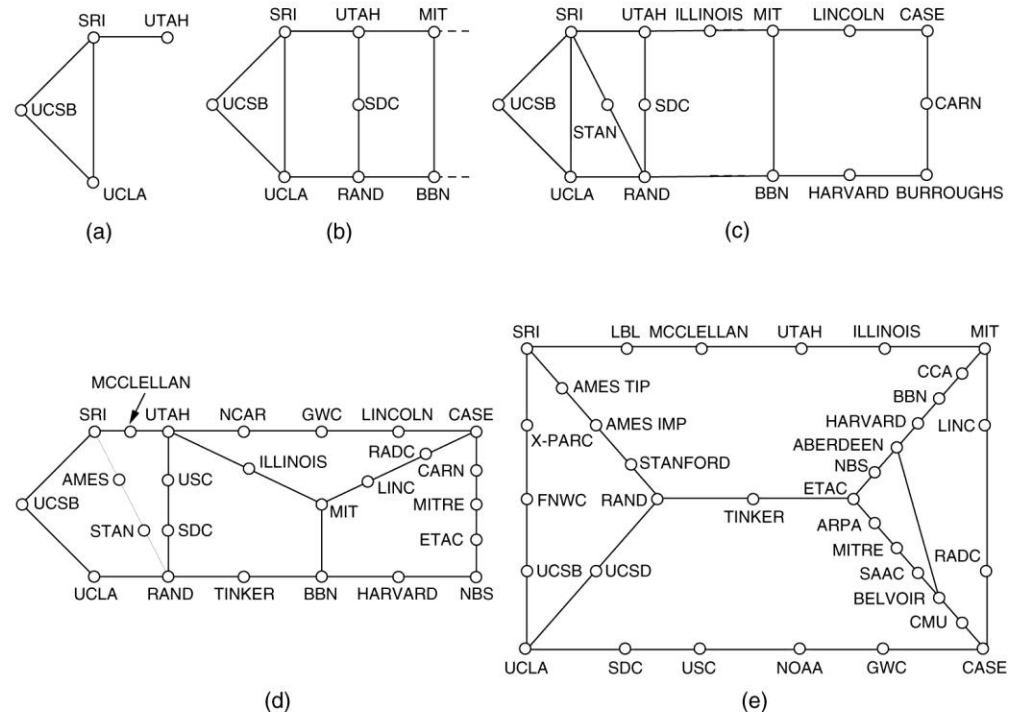 SRI UTAH
UCSB
UCLA
(a)
SRI UTAH MIT
UCSB SDC
UCLA RAND BBN
(b)
SRI UTAH ILLINOIS MIT LINCOLN CASE
UCSB SDC CARN
STAN
UCLA RAND BBN HARVARD BURROUGHS
(c)
MCCLELLAN
SRI UTAH NCAR GWC LINCOLN CASE
RADC
ILLINOIS CARN
AMES USC LINC
UCSB MIT MITRE
STAN SDC
ETAC
UCLA RAND TINKER BBN HARVARD NBS
(d)
SRI LBL MCCLELLAN UTAH ILLINOIS MIT
CCA
AMES TIP
BBN
AMES IMP HARVARD LINC
X-PARC ABERDEEN
STANFORD NBS
FNWC RAND ETAC
TINKER
ARPA
MITRE
UCSB UCSD SAAC RADC
BELVOIR
CMU
UCLA SDC USC NOAA GWC CASE
(e)